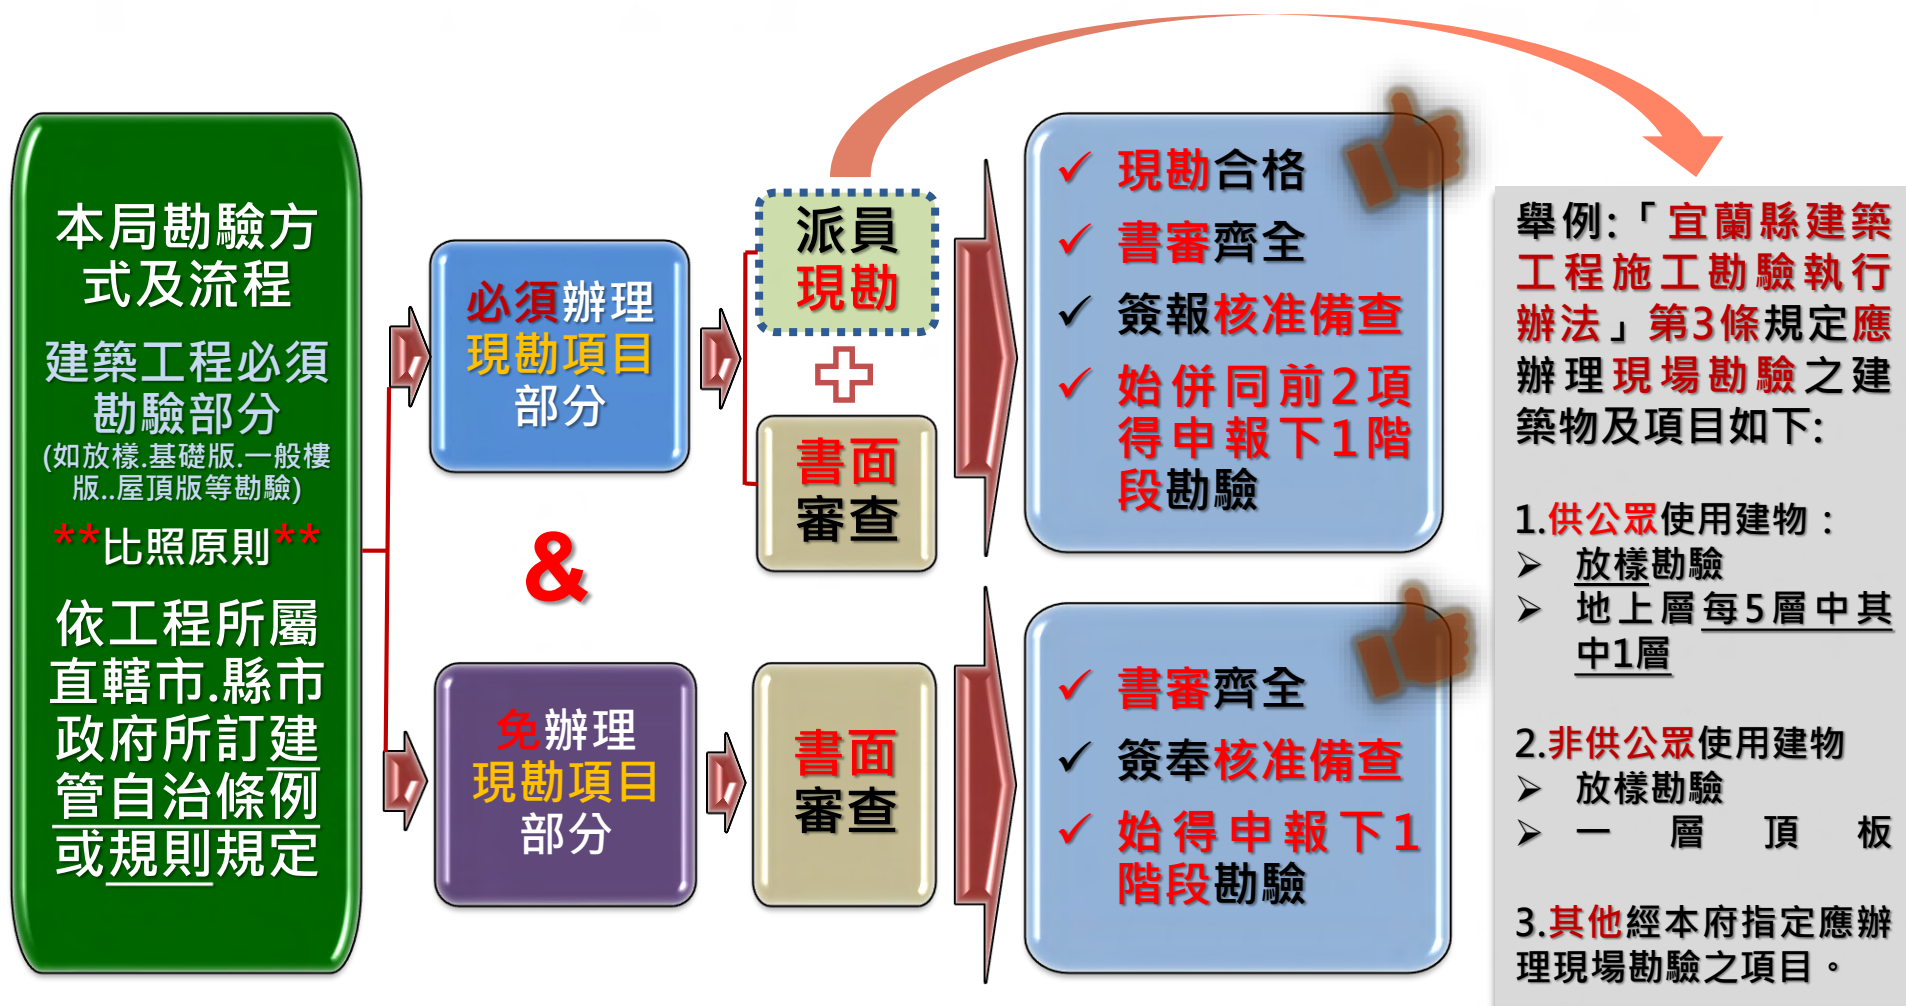 本局勘驗方
式及流程
建築工程必須
勘驗部分
(如放樣.基礎版.一般樓
版..屋頂版等勘驗)
**比照原則**
依工程所屬
直轄市.縣市
政府所訂建
管自治條例
或規則規定
必須辦理
現勘項目
部分
&
免辦理
現勘項目
部分
派員
現勘
書面
審查
書面
審查
✓ 現勘合格
✓ 書審齊全
✓ 簽報核准備查
✓ 始併同前2項
得申報下1階
段勘驗
✓ 書審齊全
✓ 簽奉核准備查
✓ 始得申報下1
階段勘驗
舉例:「宜蘭縣建築
工程施工勘驗執行
辦法」第3條規定應
辦理現場勘驗之建
築物及項目如下:
1.供公眾使用建物：
➢ 放樣勘驗
➢ 地上層每5層中其
中1層
2.非供公眾使用建物
➢ 放樣勘驗
➢ 一層頂板
3.其他經本府指定應辦
理現場勘驗之項目。